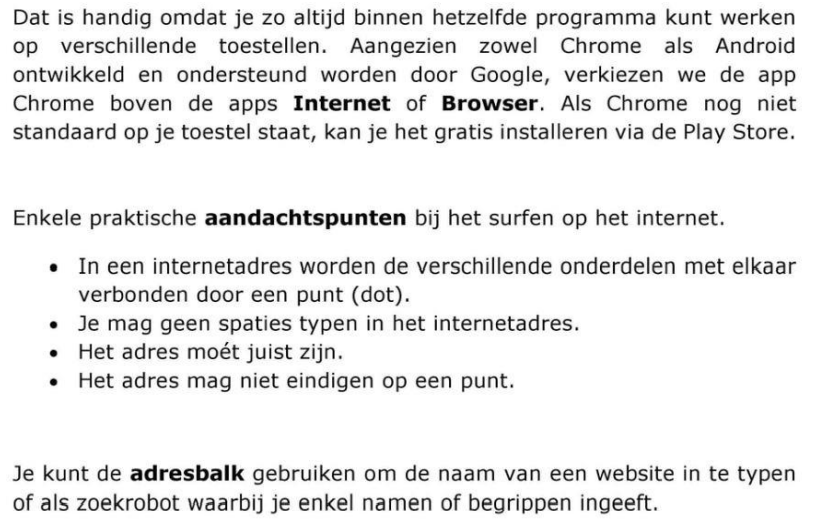 Dat is handig omdat je zo altijd binnen hetzelfde programma kunt werken
op verschillende toestellen. Aangezien zowel Chrome als Android
ontwikkeld en ondersteund worden door Google, verkiezen we de app
Chrome boven de apps Internet of Browser. Als Chrome nog niet
standaard op je toestel staat, kan je het gratis installeren via de Play Store.
Enkele praktische aandachtspunten bij het surfen op het internet.
• In een internetadres worden de verschillende onderdelen met elkaar
verbonden door een punt (dot).
• Je mag geen spaties typen in het internetadres.
• Het adres moét juist zijn.
• Het adres mag niet eindigen op een punt.
Je kunt de adresbalk gebruiken om de naam van een website in te typen
of als zoekrobot waarbij je enkel namen of begrippen ingeeft.